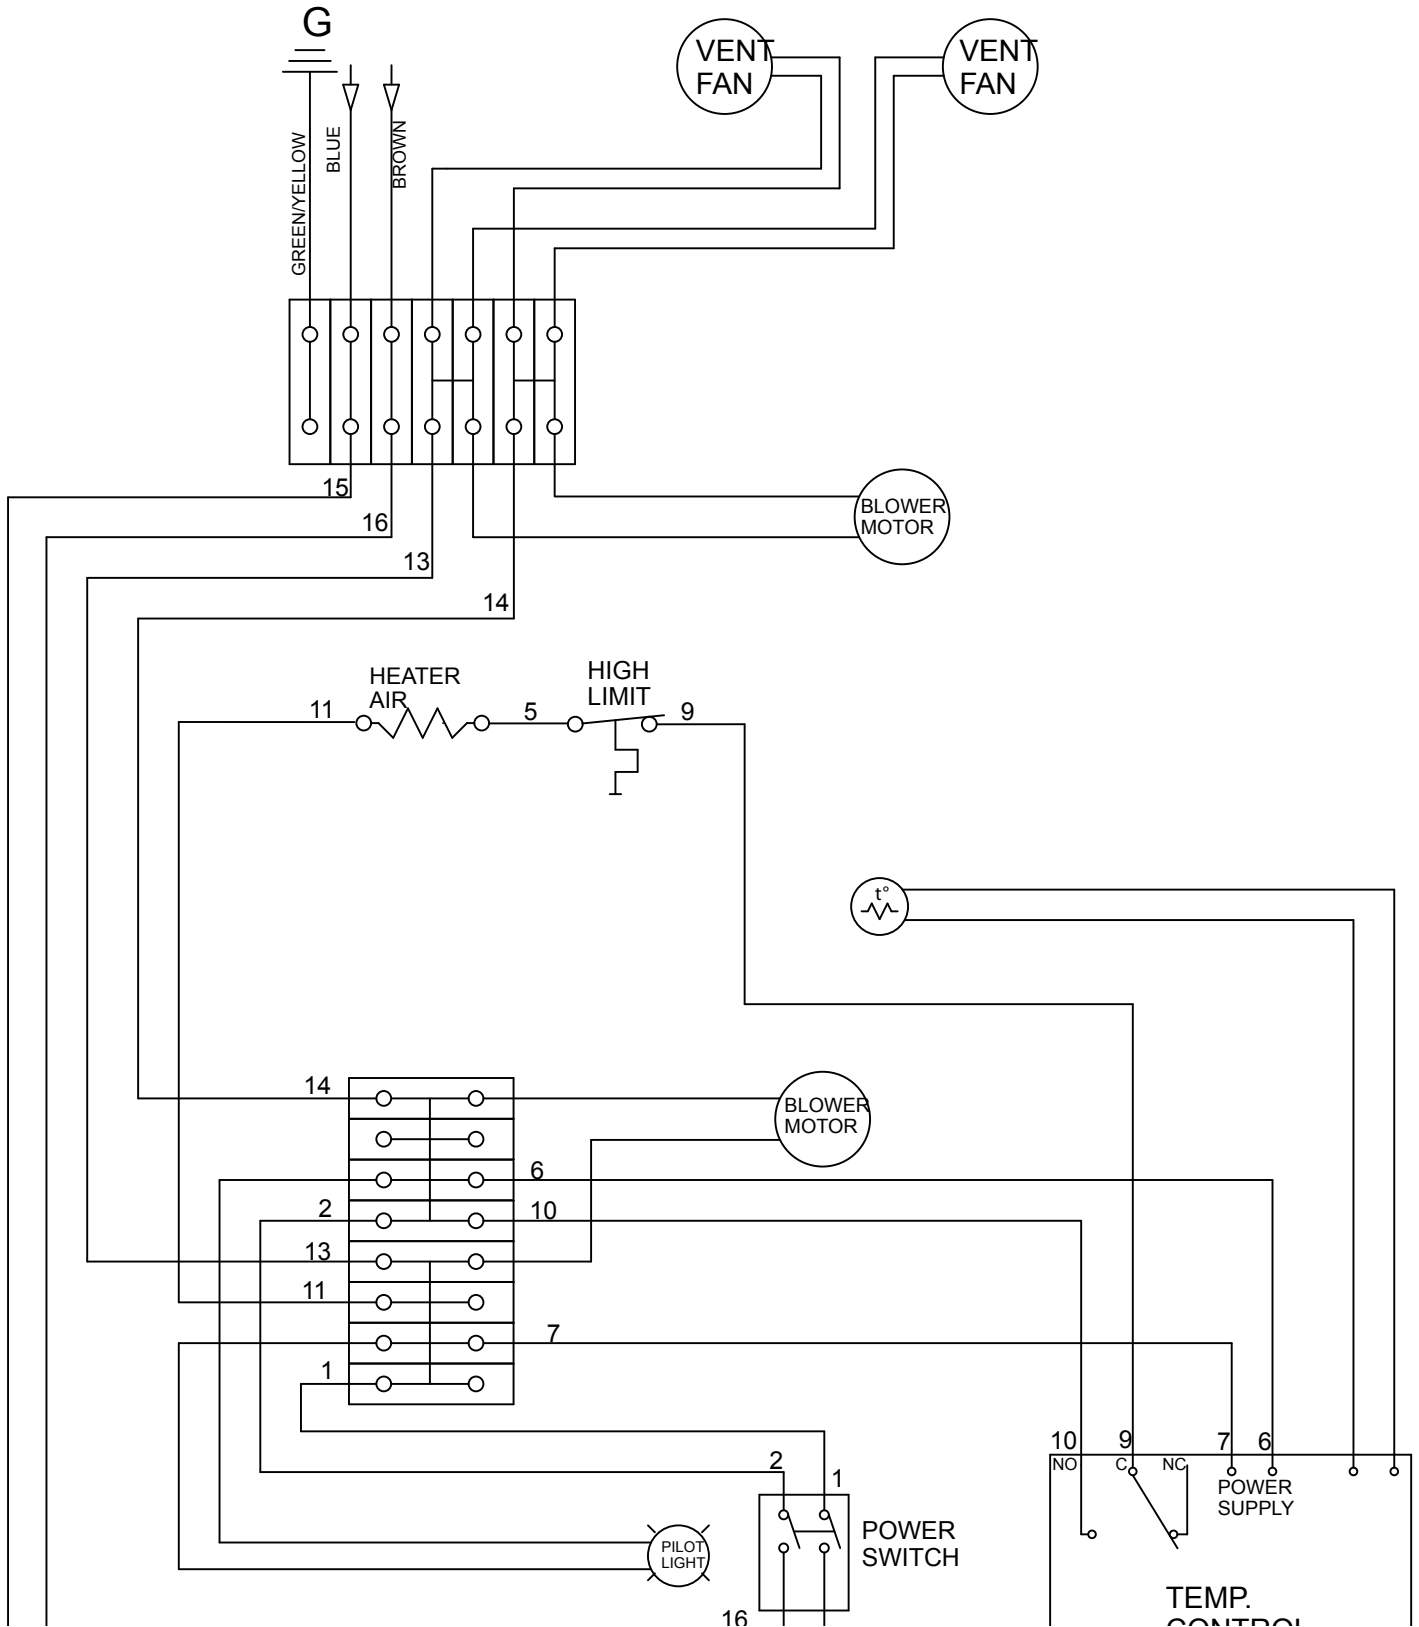 G
VENT
FAN
VENT
FAN
GREEN/YELLOW
BLUE
BROWN
15
16
13
14
BLOWER
MOTOR
HEATER
AIR
HIGH
LIMIT
11
5
9
t°
14
BLOWER
MOTOR
6
2
10
13
11
7
1
10
9
7
6
NO
C
NC
POWER
SUPPLY
2
1
POWER
SWITCH
PILOT
LIGHT
16
TEMP.
CONTROL